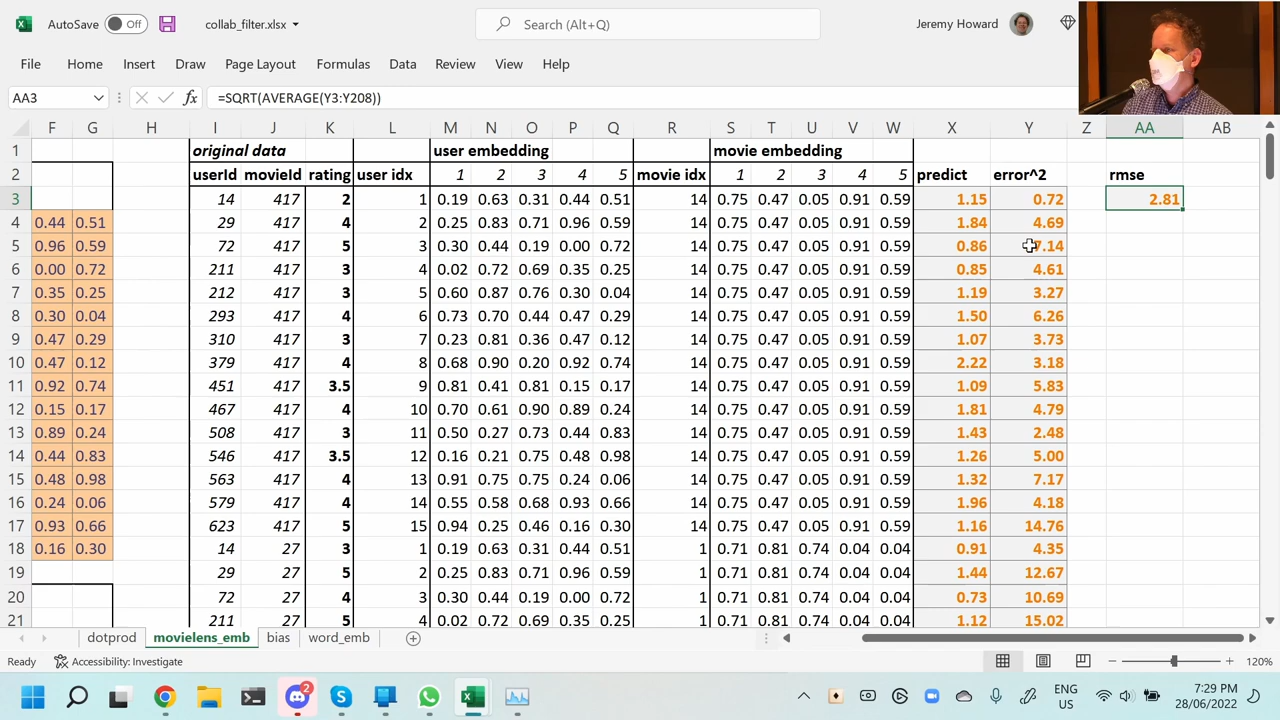 AutoSave Off collab_filter.xlsx Search (Alt+Q) Jeremy Howard
File Home Insert Draw Page Layout Formulas Data Review View Help
AA3 fx =SQRT(AVERAGE(Y3:Y208))
F G H I J K L M N O P Q R S T U V W X Y Z AA AB
1 original data user embedding movie embedding
2 userId movieId rating user idx 1 2 3 4 5 movie idx 1 2 3 4 5 predict error^2 rmse
3 14 417 2 1 0.19 0.63 0.31 0.44 0.51 14 0.75 0.47 0.05 0.91 0.59 1.15 0.72 2.81
4 0.44 0.51 29 417 4 2 0.25 0.83 0.71 0.96 0.59 14 0.75 0.47 0.05 0.91 0.59 1.84 4.69
5 0.96 0.59 72 417 5 3 0.30 0.44 0.19 0.00 0.72 14 0.75 0.47 0.05 0.91 0.59 0.86 7.14
6 0.00 0.72 211 417 3 4 0.02 0.72 0.69 0.35 0.25 14 0.75 0.47 0.05 0.91 0.59 0.85 4.61
7 0.35 0.25 212 417 3 5 0.60 0.87 0.76 0.30 0.04 14 0.75 0.47 0.05 0.91 0.59 1.19 3.27
8 0.30 0.04 293 417 4 6 0.73 0.70 0.44 0.47 0.29 14 0.75 0.47 0.05 0.91 0.59 1.50 6.26
9 0.47 0.29 310 417 3 7 0.23 0.81 0.36 0.47 0.12 14 0.75 0.47 0.05 0.91 0.59 1.07 3.73
10 0.47 0.12 379 417 4 8 0.68 0.90 0.20 0.92 0.74 14 0.75 0.47 0.05 0.91 0.59 2.22 3.18
11 0.92 0.74 451 417 3.5 9 0.81 0.41 0.81 0.15 0.17 14 0.75 0.47 0.05 0.91 0.59 1.09 5.83
12 0.15 0.17 467 417 4 10 0.70 0.61 0.90 0.89 0.24 14 0.75 0.47 0.05 0.91 0.59 1.81 4.79
13 0.89 0.24 508 417 3 11 0.50 0.27 0.73 0.44 0.83 14 0.75 0.47 0.05 0.91 0.59 1.43 2.48
14 0.44 0.83 546 417 3.5 12 0.16 0.21 0.75 0.48 0.98 14 0.75 0.47 0.05 0.91 0.59 1.26 5.00
15 0.48 0.98 563 417 4 13 0.91 0.75 0.75 0.24 0.06 14 0.75 0.47 0.05 0.91 0.59 1.32 7.17
16 0.24 0.06 579 417 4 14 0.55 0.58 0.68 0.93 0.66 14 0.75 0.47 0.05 0.91 0.59 1.96 4.18
17 0.93 0.66 623 417 5 15 0.94 0.25 0.46 0.16 0.30 14 0.75 0.47 0.05 0.91 0.59 1.16 14.76
18 0.16 0.30 14 27 3 1 0.19 0.63 0.31 0.44 0.51 1 0.71 0.81 0.74 0.04 0.04 0.91 4.35
19 29 27 5 2 0.25 0.83 0.71 0.96 0.59 1 0.71 0.81 0.74 0.04 0.04 1.44 12.67
20 72 27 4 3 0.30 0.44 0.19 0.00 0.72 1 0.71 0.81 0.74 0.04 0.04 0.73 10.69
21 211 27 5 4 0.02 0.72 0.69 0.35 0.25 1 0.71 0.81 0.74 0.04 0.04 1.12 15.02
dotprod movielens_emb bias word_emb
Ready Accessibility: Investigate 120%
2 ENG US 7:29 PM 28/06/2022